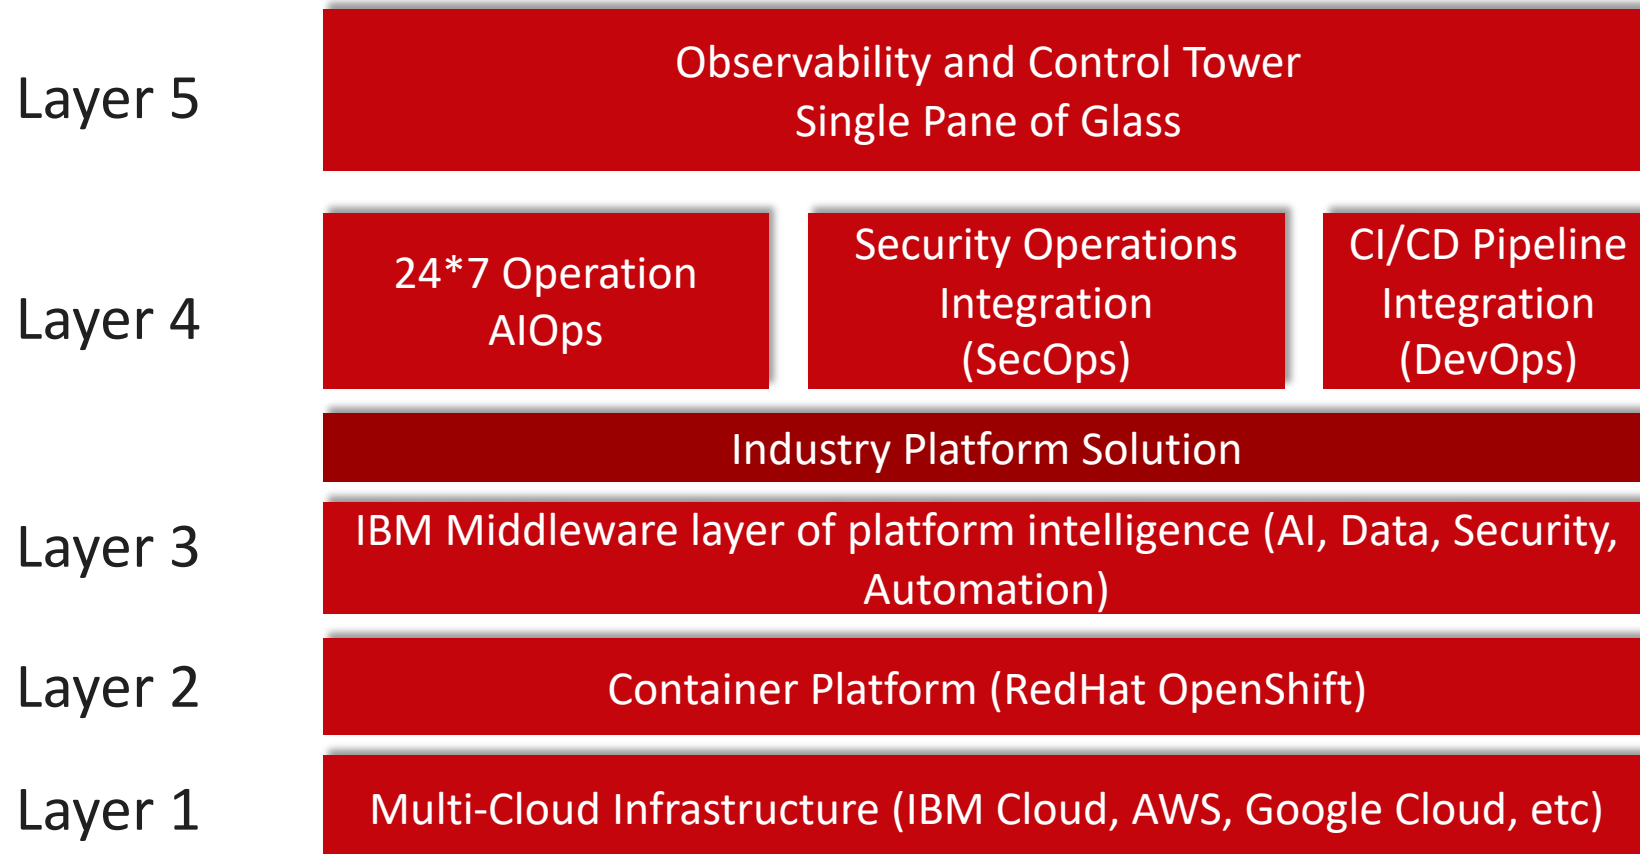 Layer 5
Observability and Control Tower
Single Pane of Glass
Layer 4
24*7 Operation
AIOps
Security Operations
Integration
(SecOps)
CI/CD Pipeline
Integration
(DevOps)
Industry Platform Solution
Layer 3
IBM Middleware layer of platform intelligence (AI, Data, Security,
Automation)
Layer 2
Container Platform (RedHat OpenShift)
Layer 1
Multi-Cloud Infrastructure (IBM Cloud, AWS, Google Cloud, etc)